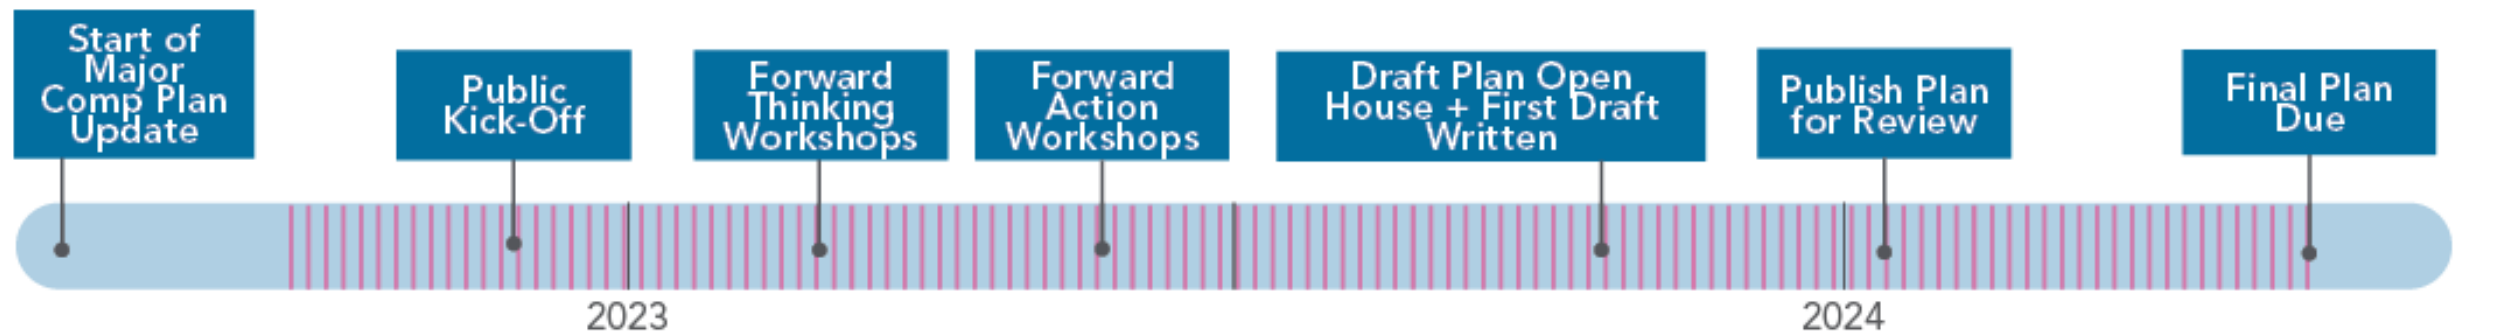 Start of
Major
Comp Plan
Update
Public
Kick-Off
Forward
Thinking
Workshops
Forward
Action
Workshops
Draft Plan Open
House + First Draft
Written
Publish Plan
for Review
Final Plan
Due
2023
2024